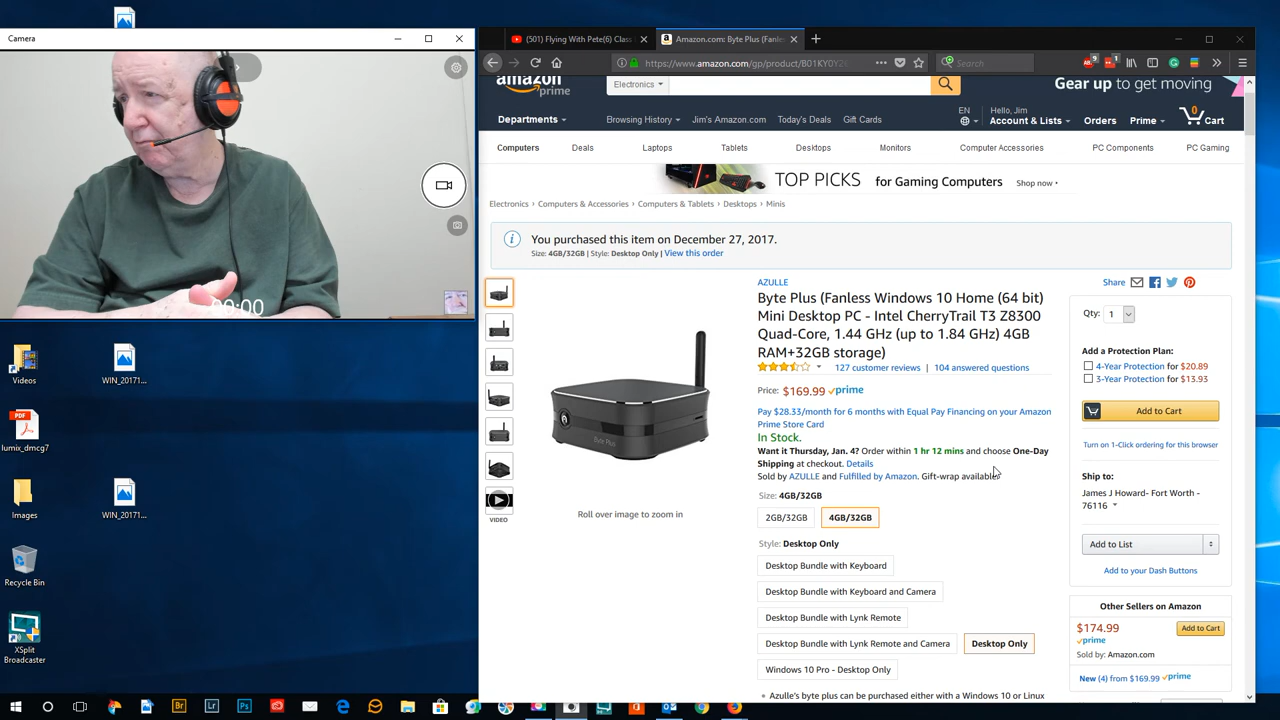 Camera
00:00
Videos
WIN_20171...
lumix_dmcg7
Images
WIN_20171...
Recycle Bin
XSplit
Broadcaster
(501) Flying With Pete(6) Class
Amazon.com: Byte Plus (Fanles
https://www.amazon.com/gp/product/B01KY0Y2
Search
amazon
prime
Electronics
Gear up to get moving
Departments
Browsing History
Jim's Amazon.com
Today's Deals
Gift Cards
EN
Hello, Jim
Account & Lists
Orders
Prime
0
Cart
Computers
Deals
Laptops
Tablets
Desktops
Monitors
Computer Accessories
PC Components
PC Gaming
TOP PICKS for Gaming Computers Shop now
Electronics › Computers & Accessories › Computers & Tablets › Desktops › Minis
You purchased this item on December 27, 2017.
Size: 4GB/32GB | Style: Desktop Only | View this order
VIDEO
Byte Plus
Roll over image to zoom in
AZULLE
Byte Plus (Fanless Windows 10 Home (64 bit)
Mini Desktop PC - Intel CherryTrail T3 Z8300
Quad-Core, 1.44 GHz (up to 1.84 GHz) 4GB
RAM+32GB storage)
127 customer reviews | 104 answered questions
Price: $169.99 prime
Pay $28.33/month for 6 months with Equal Pay Financing on your Amazon
Prime Store Card
In Stock.
Want it Thursday, Jan. 4? Order within 1 hr 12 mins and choose One-Day
Shipping at checkout. Details
Sold by AZULLE and Fulfilled by Amazon. Gift-wrap available.
Size: 4GB/32GB
2GB/32GB
4GB/32GB
Style: Desktop Only
Desktop Bundle with Keyboard
Desktop Bundle with Keyboard and Camera
Desktop Bundle with Lynk Remote
Desktop Bundle with Lynk Remote and Camera
Desktop Only
Windows 10 Pro - Desktop Only
• Azulle's byte plus can be purchased either with a Windows 10 or Linux
Share
Qty: 1
Add a Protection Plan:
4-Year Protection for $20.89
3-Year Protection for $13.93
Add to Cart
Turn on 1-Click ordering for this browser
Ship to:
James J Howard- Fort Worth -
76116
Add to List
Add to your Dash Buttons
Other Sellers on Amazon
$174.99
Add to Cart
prime
Sold by: Amazon.com
New (4) from $169.99 prime